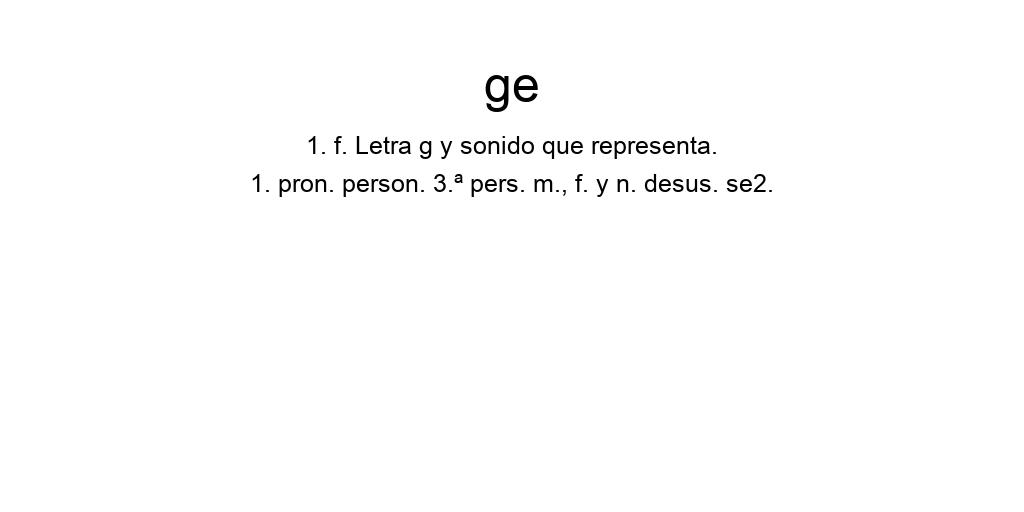 ge
1. f. Letra g y sonido que representa.
1. pron. person. 3.ª pers. m., f. y n. desus. se2.